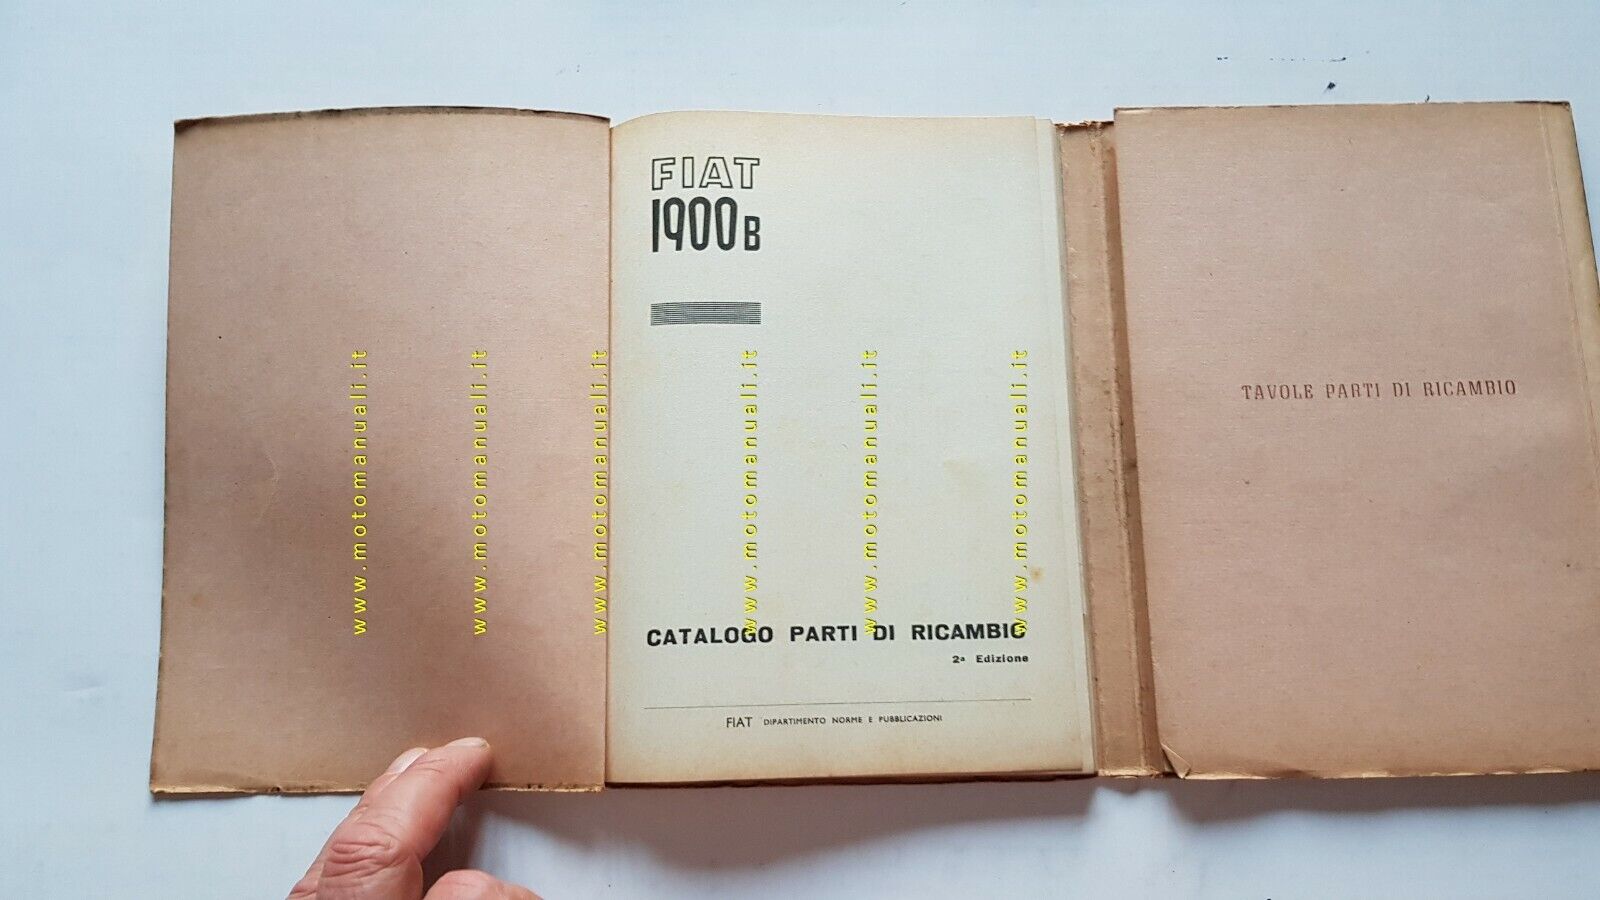 FIAT
1900 B
CATALOGO PARTI DI RICAMBIO
2ª Edizione
FIAT DIPARTIMENTO NORME E PUBBLICAZIONI
TAVOLE PARTI DI RICAMBIO
www.motomanuali.it
www.motomanuali.it
www.motomanuali.it
www.motomanuali.it
www.motomanuali.it
www.motomanuali.it